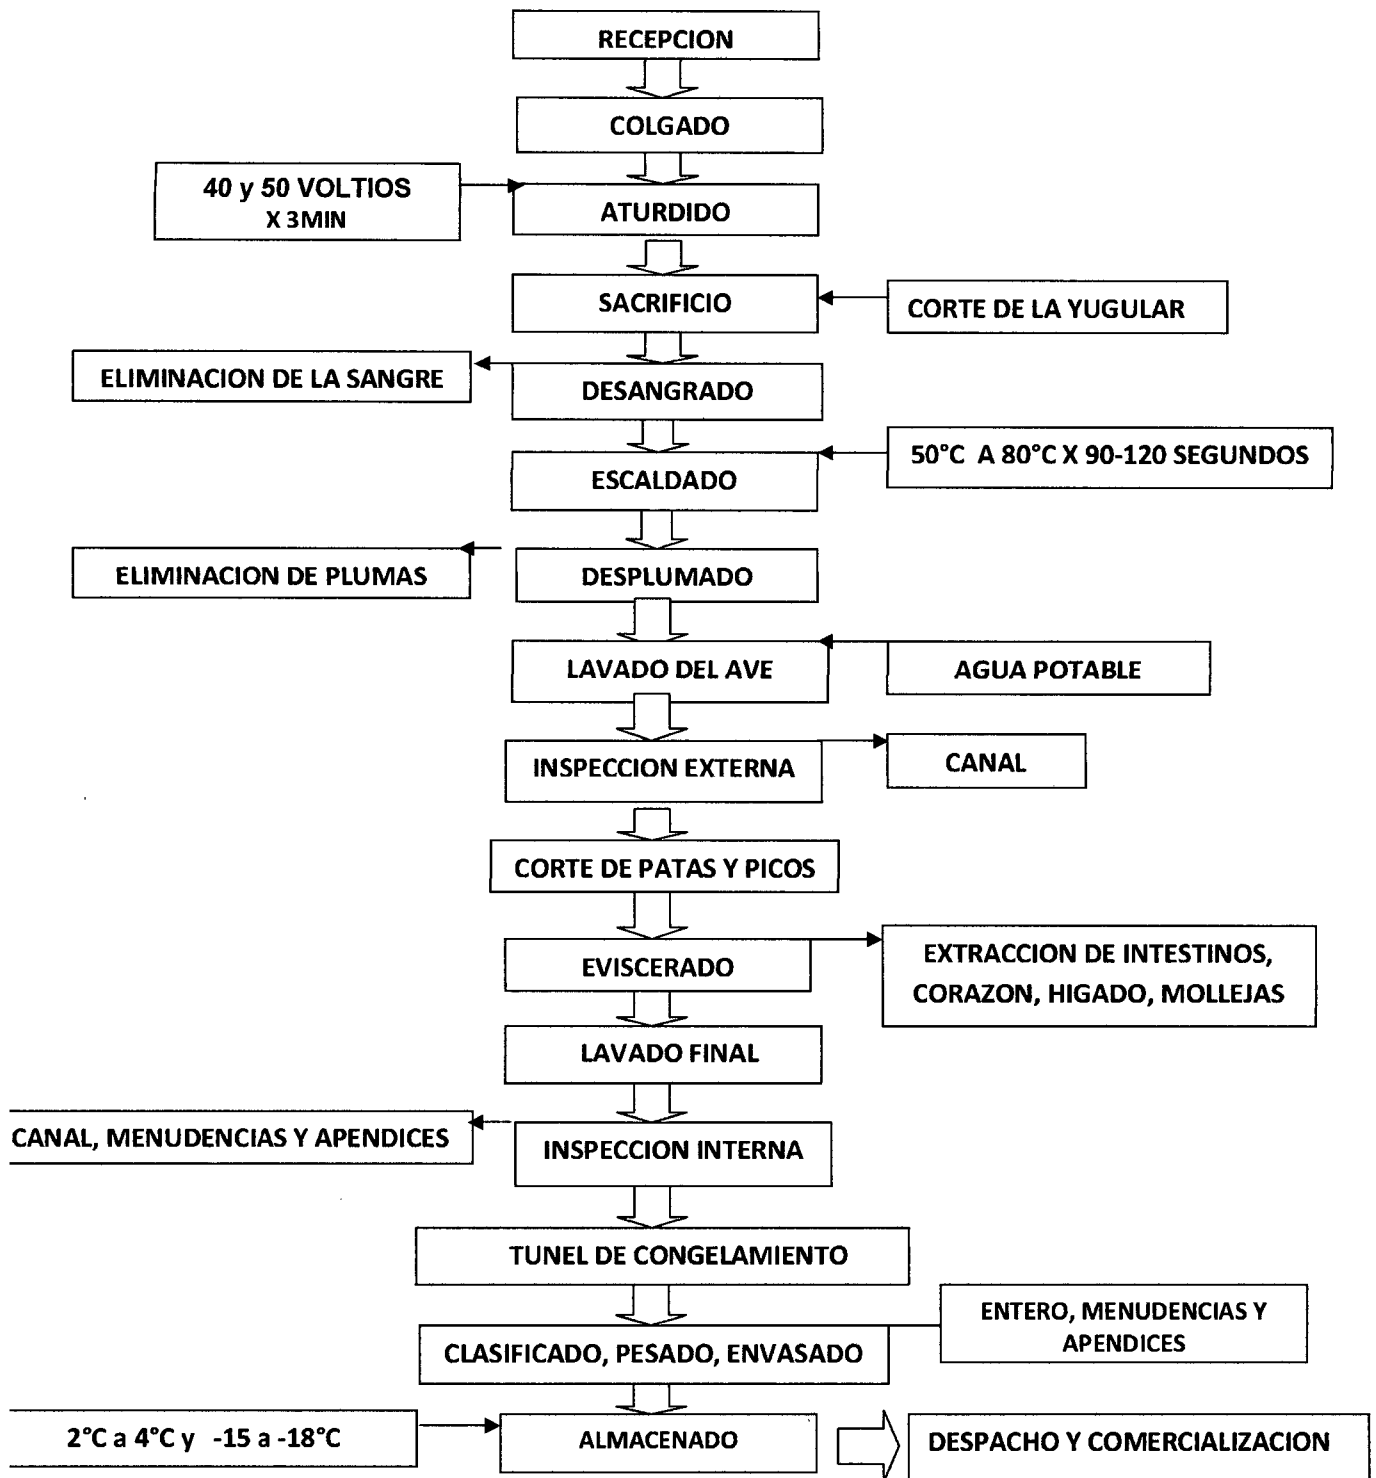 RECEPCION
COLGADO
40 y 50 VOLTIOS
X 3MIN
ATURDIDO
SACRIFICIO
CORTE DE LA YUGULAR
ELIMINACION DE LA SANGRE
DESANGRADO
50°C A 80°C X 90-120 SEGUNDOS
ESCALDADO
ELIMINACION DE PLUMAS
DESPLUMADO
LAVADO DEL AVE
AGUA POTABLE
INSPECCION EXTERNA
CANAL
CORTE DE PATAS Y PICOS
EVISCERADO
EXTRACCION DE INTESTINOS,
CORAZON, HIGADO, MOLLEJAS
LAVADO FINAL
CANAL, MENUDENCIAS Y APENDICES
INSPECCION INTERNA
TUNEL DE CONGELAMIENTO
ENTERO, MENUDENCIAS Y
APENDICES
CLASIFICADO, PESADO, ENVASADO
2°C a 4°C y -15 a -18°C
ALMACENADO
DESPACHO Y COMERCIALIZACION